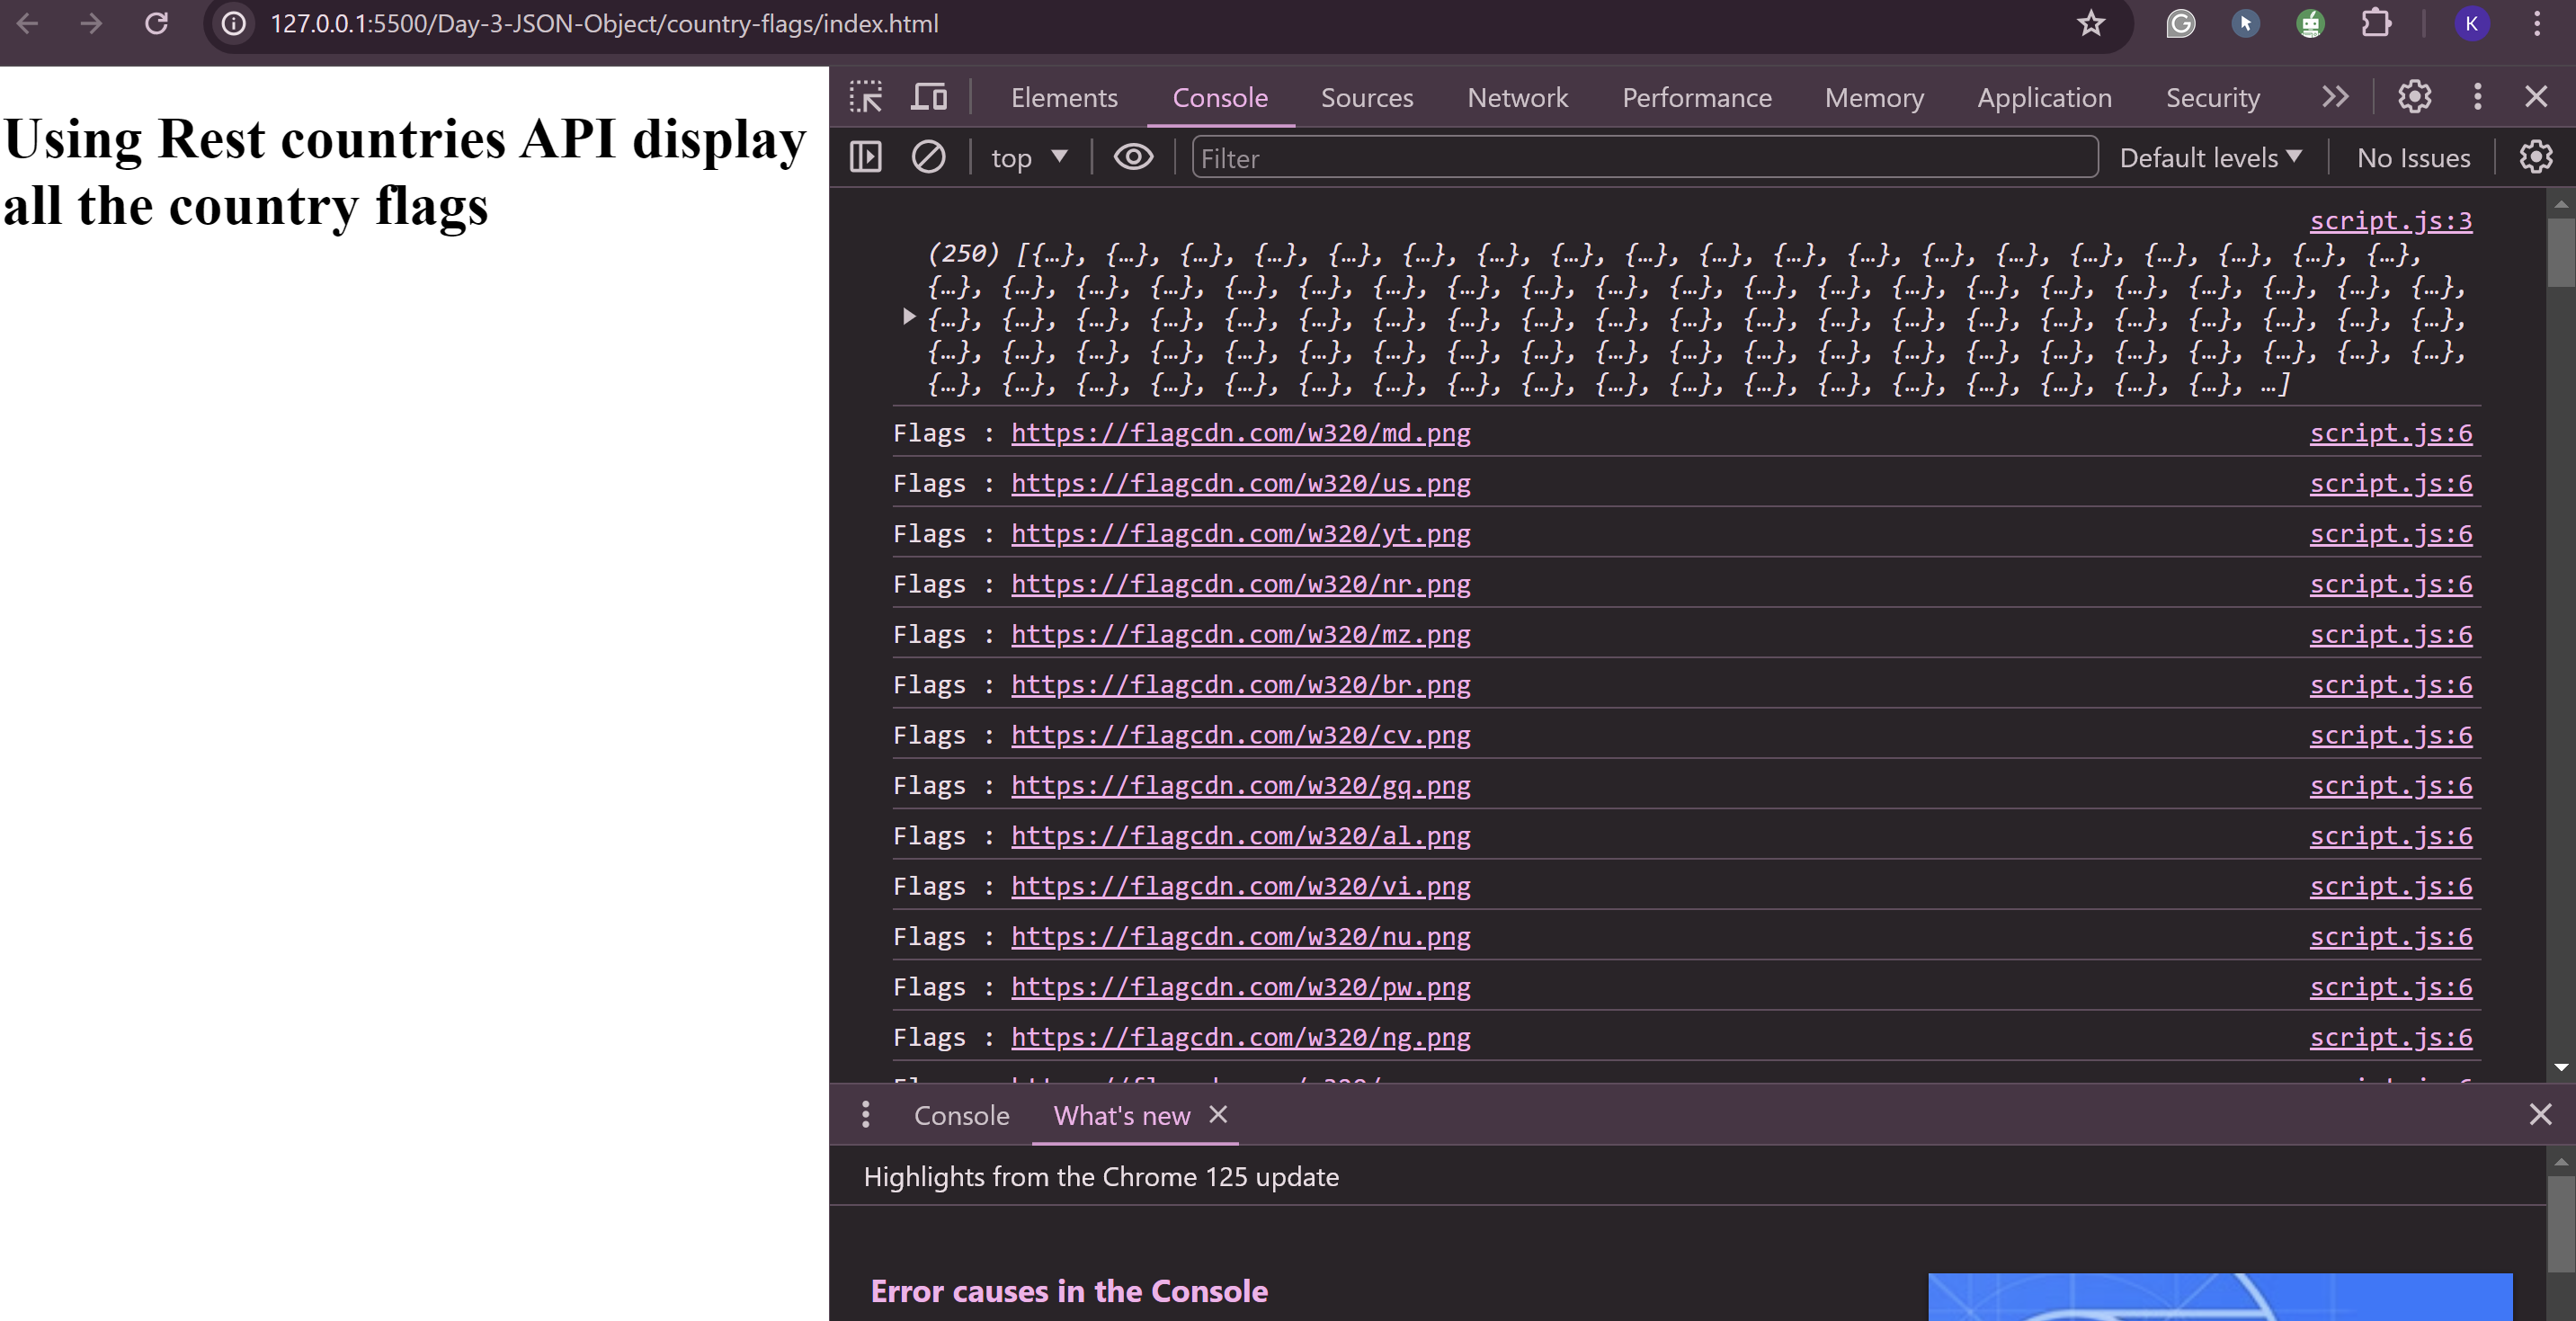 127.0.0.1:5500/Day-3-JSON-Object/country-flags/index.html
K
Using Rest countries API display
all the country flags
Elements Console Sources Network Performance Memory Application Security
top Filter Default levels No Issues
script.js:3
(250) [{…}, {…}, {…}, {…}, {…}, {…}, {…}, {…}, {…}, {…}, {…}, {…}, {…}, {…}, {…}, {…}, {…}, {…}, {…},
{…}, {…}, {…}, {…}, {…}, {…}, {…}, {…}, {…}, {…}, {…}, {…}, {…}, {…}, {…}, {…}, {…}, {…}, {…}, {…}, {…},
{…}, {…}, {…}, {…}, {…}, {…}, {…}, {…}, {…}, {…}, {…}, {…}, {…}, {…}, {…}, {…}, {…}, {…}, {…}, {…}, {…},
{…}, {…}, {…}, {…}, {…}, {…}, {…}, {…}, {…}, {…}, {…}, {…}, {…}, {…}, {…}, {…}, {…}, {…}, {…}, {…}, {…},
{…}, {…}, {…}, {…}, {…}, {…}, {…}, {…}, {…}, {…}, {…}, {…}, {…}, {…}, {…}, {…}, {…}, {…}, …]
Flags : https://flagcdn.com/w320/md.png script.js:6
Flags : https://flagcdn.com/w320/us.png script.js:6
Flags : https://flagcdn.com/w320/yt.png script.js:6
Flags : https://flagcdn.com/w320/nr.png script.js:6
Flags : https://flagcdn.com/w320/mz.png script.js:6
Flags : https://flagcdn.com/w320/br.png script.js:6
Flags : https://flagcdn.com/w320/cv.png script.js:6
Flags : https://flagcdn.com/w320/gq.png script.js:6
Flags : https://flagcdn.com/w320/al.png script.js:6
Flags : https://flagcdn.com/w320/vi.png script.js:6
Flags : https://flagcdn.com/w320/nu.png script.js:6
Flags : https://flagcdn.com/w320/pw.png script.js:6
Flags : https://flagcdn.com/w320/ng.png script.js:6
Console What's new
Highlights from the Chrome 125 update
Error causes in the Console